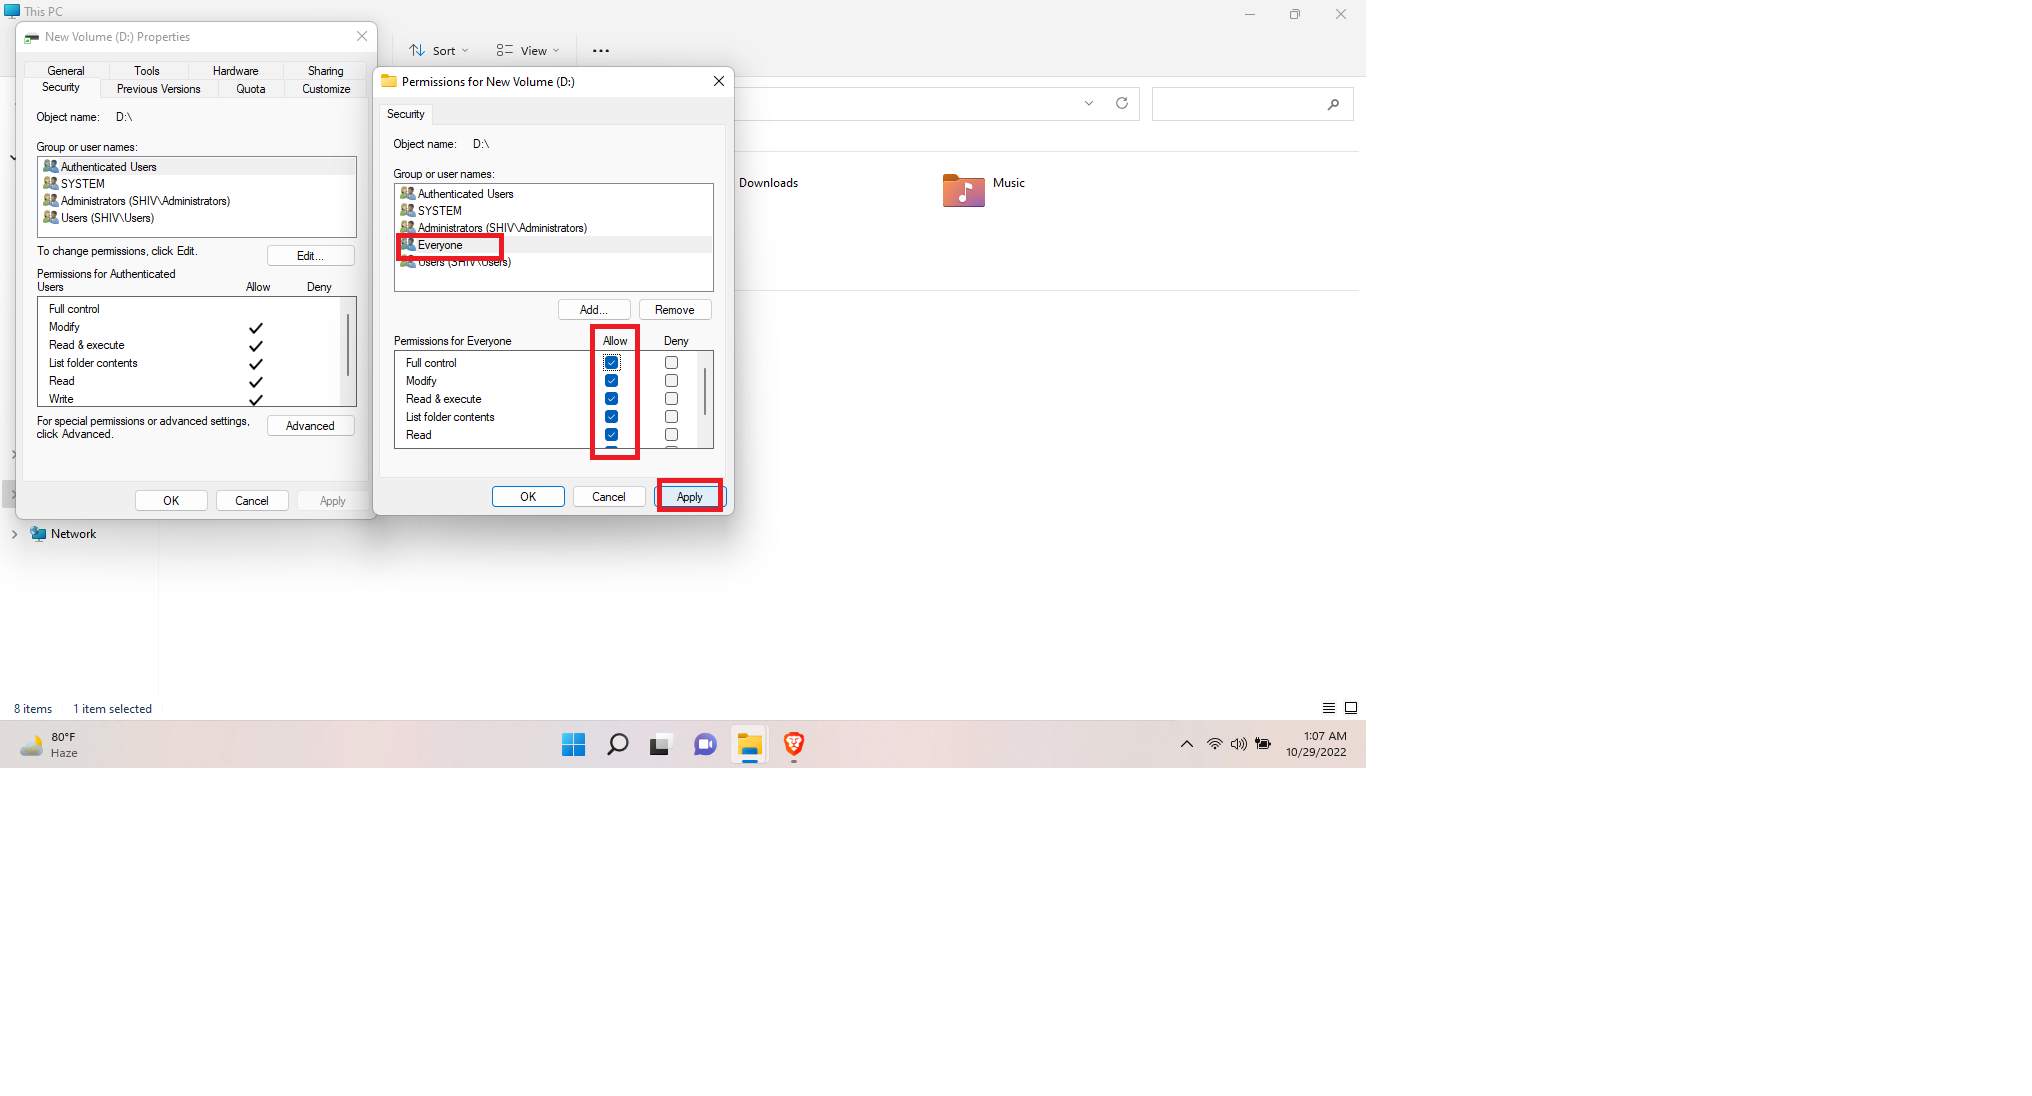 This PC
New Volume (D:) Properties
Sort
View
General Tools Hardware Sharing
Security Previous Versions Quota Customize
Object name: D:\
Group or user names:
Authenticated Users
SYSTEM
Administrators (SHIV\Administrators)
Users (SHIV\Users)
To change permissions, click Edit.
Edit...
Permissions for Authenticated
Users Allow Deny
Full control
Modify
Read & execute
List folder contents
Read
Write
For special permissions or advanced settings,
click Advanced.
Advanced
OK Cancel Apply
Permissions for New Volume (D:)
Security
Object name: D:\
Group or user names:
Authenticated Users
SYSTEM
Administrators (SHIV\Administrators)
Everyone
Users (SHIV\Users)
Add... Remove
Permissions for Everyone Allow Deny
Full control
Modify
Read & execute
List folder contents
Read
OK Cancel Apply
Downloads
Music
Network
8 items 1 item selected
80°F
Haze
1:07 AM
10/29/2022